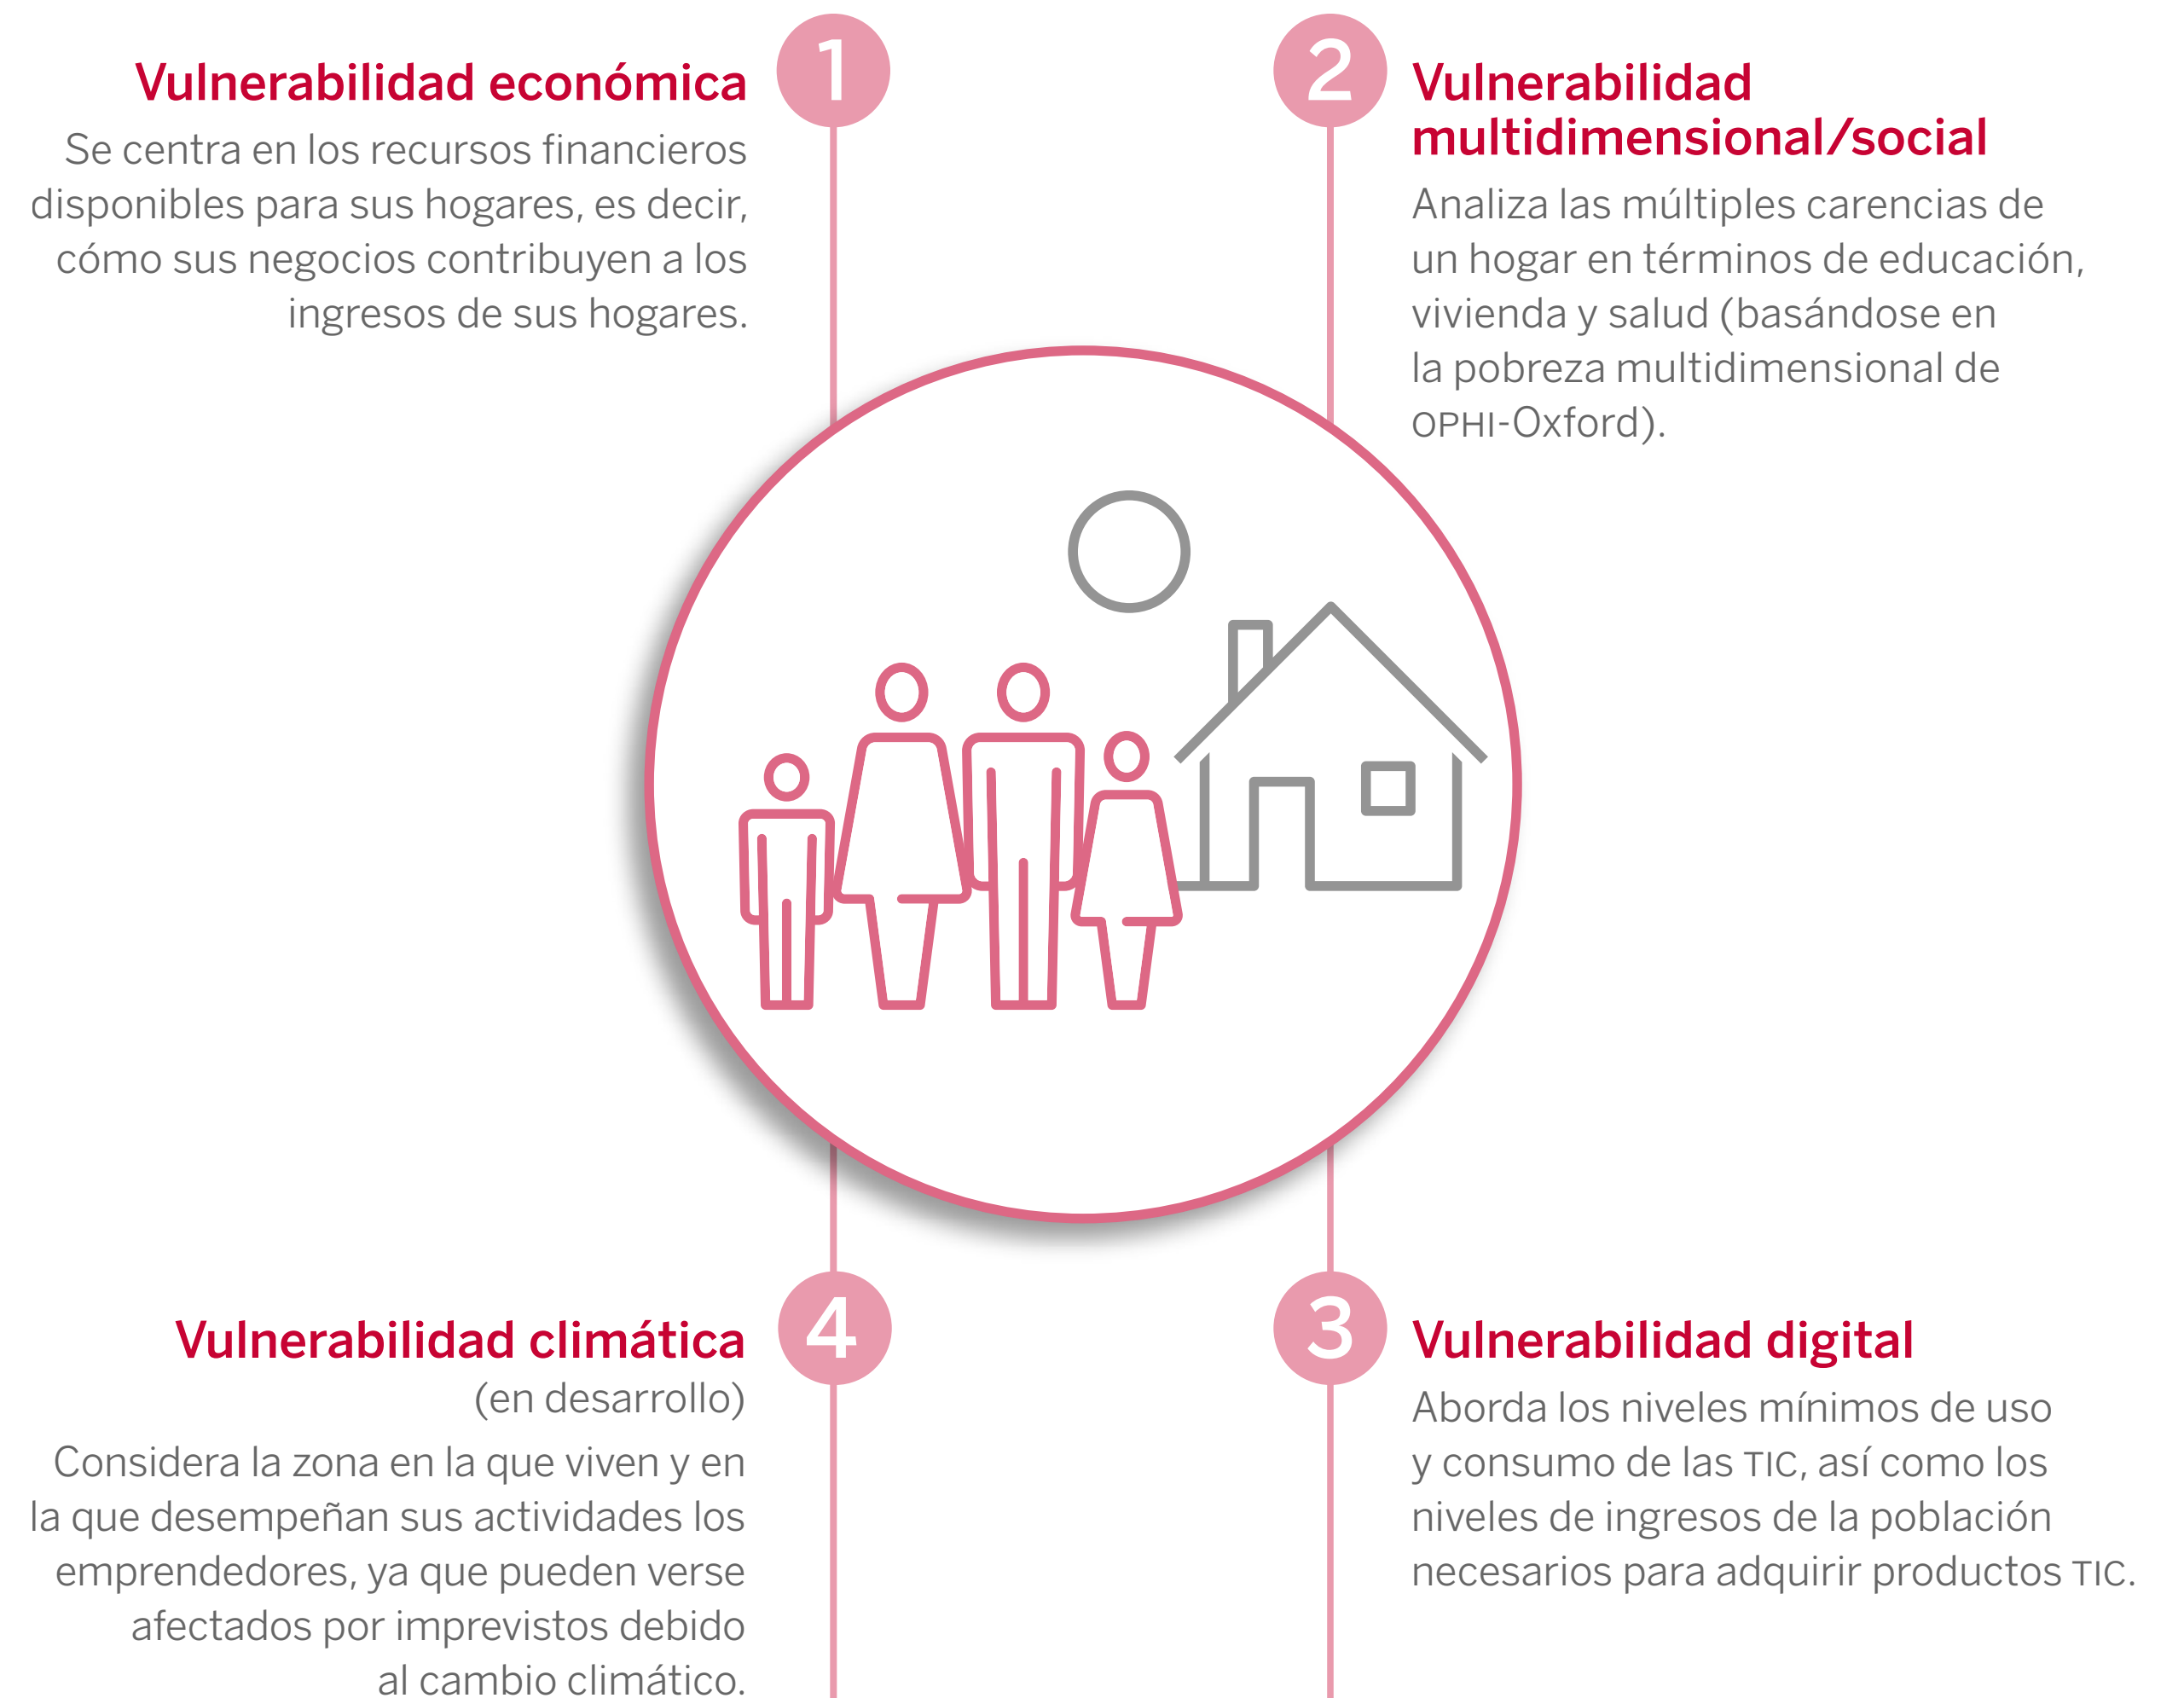 1
Vulnerabilidad económica
Se centra en los recursos financieros
disponibles para sus hogares, es decir,
cómo sus negocios contribuyen a los
ingresos de sus hogares.
2
Vulnerabilidad
multidimensional/social
Analiza las múltiples carencias de
un hogar en términos de educación,
vivienda y salud (basándose en
la pobreza multidimensional de
OPHI-Oxford).
3
Vulnerabilidad digital
Aborda los niveles mínimos de uso
y consumo de las TIC, así como los
niveles de ingresos de la población
necesarios para adquirir productos TIC.
4
Vulnerabilidad climática
(en desarrollo)
Considera la zona en la que viven y en
la que desempeñan sus actividades los
emprendedores, ya que pueden verse
afectados por imprevistos debido
al cambio climático.